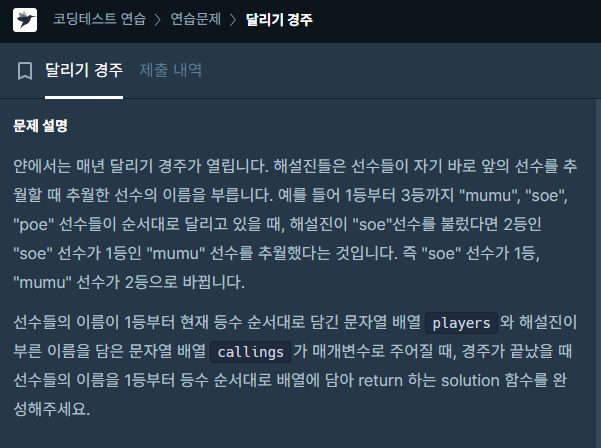 코딩테스트 연습 > 연습문제 > 달리기 경주
달리기 경주 제출 내역
문제 설명
얀에서는 매년 달리기 경주가 열립니다. 해설진들은 선수들이 자기 바로 앞의 선수를 추
월할 때 추월한 선수의 이름을 부릅니다. 예를 들어 1등부터 3등까지 "mumu", "soe",
"poe" 선수들이 순서대로 달리고 있을 때, 해설진이 "soe"선수를 불렀다면 2등인
"soe" 선수가 1등인 "mumu" 선수를 추월했다는 것입니다. 즉 "soe" 선수가 1등,
"mumu" 선수가 2등으로 바뀝니다.
선수들의 이름이 1등부터 현재 등수 순서대로 담긴 문자열 배열 players 와 해설진이
부른 이름을 담은 문자열 배열 callings 가 매개변수로 주어질 때, 경주가 끝났을 때
선수들의 이름을 1등부터 등수 순서대로 배열에 담아 return 하는 solution 함수를 완
성해주세요.